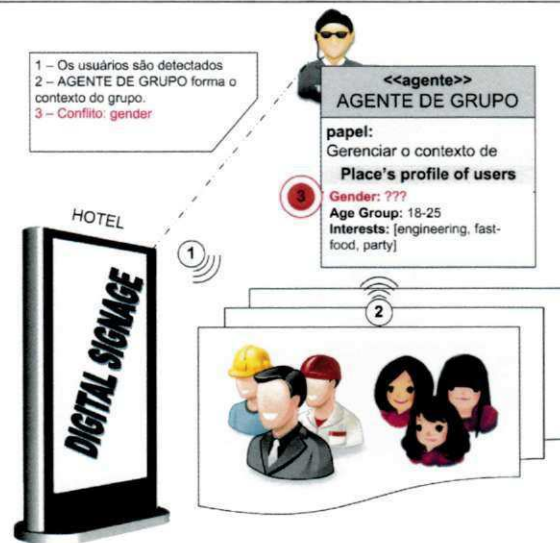 1 – Os usuários são detectados
2 – AGENTE DE GRUPO forma o
contexto do grupo.
3 – Conflito: gender
<<agente>>
AGENTE DE GRUPO
papel:
Gerenciar o contexto de
Place's profile of users
3
Gender: ???
Age Group: 18-25
Interests: [engineering, fast-
food, party]
HOTEL
1
DIGITAL SIGNAGE
2